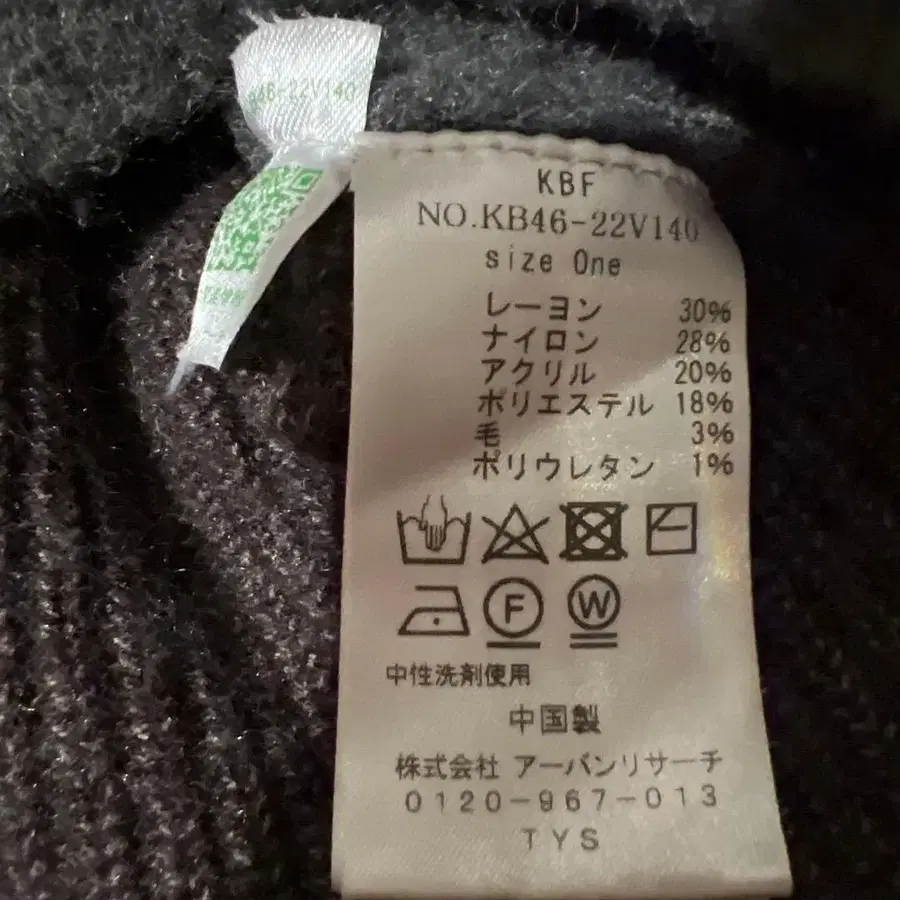 46-22V140
KBF
NO.KB46-22V140
size One
レーヨン 30%
ナイロン 28%
アクリル 20%
ポリエステル 18%
毛 3%
ポリウレタン 1%
F W
中性洗剤使用
中国製
株式会社 アーバンリサーチ
0120-967-013
TYS